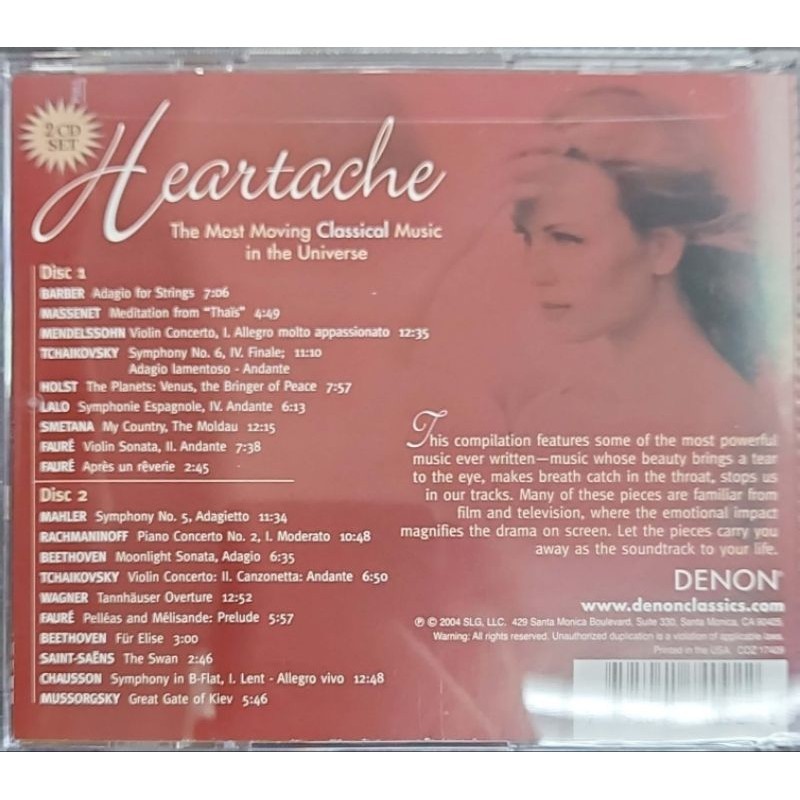 2 CD
SET
Heartache
The Most Moving Classical Music
in the Universe
Disc 1
BARBER Adagio for Strings 7:06
MASSENET Meditation from "Thaïs" 4:49
MENDELSSOHN Violin Concerto, I. Allegro molto appassionato 12:35
TCHAIKOVSKY Symphony No. 6, IV. Finale; 11:10
Adagio lamentoso - Andante
HOLST The Planets: Venus, the Bringer of Peace 7:57
LALO Symphonie Espagnole, IV. Andante 6:13
SMETANA My Country, The Moldau 12:15
FAURÉ Violin Sonata, II. Andante 7:38
FAURÉ Après un rêverie 2:45
Disc 2
MAHLER Symphony No. 5, Adagietto 11:34
RACHMANINOFF Piano Concerto No. 2, I. Moderato 10:48
BEETHOVEN Moonlight Sonata, Adagio 6:35
TCHAIKOVSKY Violin Concerto: II. Canzonetta: Andante 6:50
WAGNER Tannhäuser Overture 12:52
FAURÉ Pelléas and Mélisande: Prelude 5:57
BEETHOVEN Für Elise 3:00
SAINT-SAËNS The Swan 2:46
CHAUSSON Symphony in B-Flat, I. Lent - Allegro vivo 12:48
MUSSORGSKY Great Gate of Kiev 5:46
This compilation features some of the most powerful
music ever written—music whose beauty brings a tear
to the eye, makes breath catch in the throat, stops us
in our tracks. Many of these pieces are familiar from
film and television, where the emotional impact
magnifies the drama on screen. Let the pieces carry you
away as the soundtrack to your life.
DENON
www.denonclassics.com
℗ © 2004 SLG, LLC. 429 Santa Monica Boulevard, Suite 330, Santa Monica, CA 90405
Warning: All rights reserved. Unauthorized duplication is a violation of applicable laws.
Printed in the USA. COZ 17409